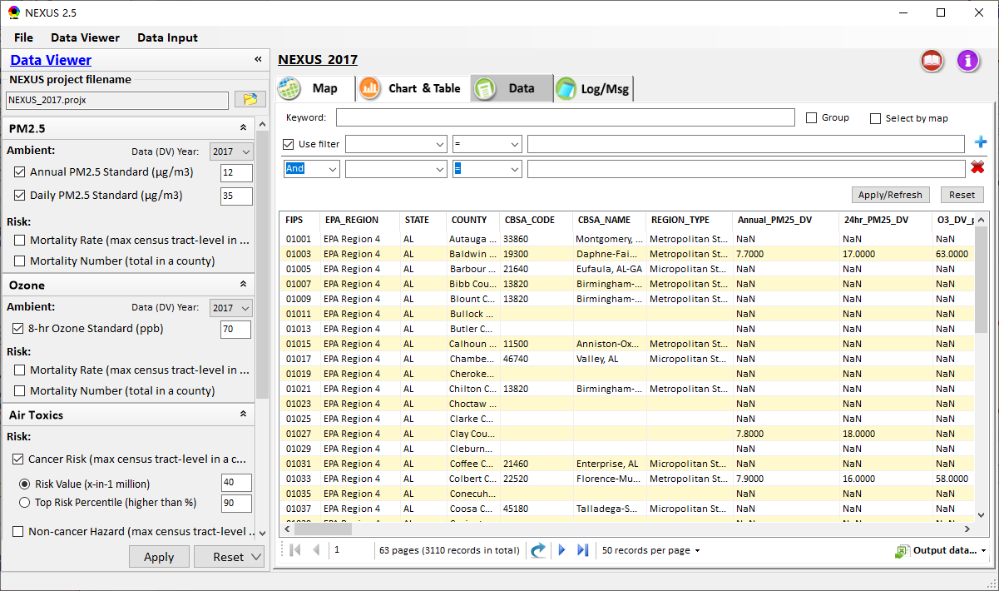 NEXUS 2.5
File Data Viewer Data Input
Data Viewer «
NEXUS project filename
NEXUS_2017.projx
PM2.5
Ambient: Data (DV) Year: 2017
Annual PM2.5 Standard (µg/m3) 12
Daily PM2.5 Standard (µg/m3) 35
Risk:
Mortality Rate (max census tract-level in ...
Mortality Number (total in a county)
Ozone
Ambient: Data (DV) Year: 2017
8-hr Ozone Standard (ppb) 70
Risk:
Mortality Rate (max census tract-level in ...
Mortality Number (total in a county)
Air Toxics
Risk:
Cancer Risk (max census tract-level in a c...
Risk Value (x-in-1 million) 40
Top Risk Percentile (higher than %) 90
Non-cancer Hazard (max census tract-level ..
Apply Reset
NEXUS_2017
Map Chart & Table Data Log/Msg
Keyword: Group Select by map
Use filter =
And =
Apply/Refresh Reset
FIPS EPA_REGION STATE COUNTY CBSA_CODE CBSA_NAME REGION_TYPE Annual_PM25_DV 24hr_PM25_DV O3_DV_p
01001 EPA Region 4 AL Autauga ... 33860 Montgomery, ... Metropolitan St... NaN NaN NaN
01003 EPA Region 4 AL Baldwin ... 19300 Daphne-Fai... Metropolitan St... 7.7000 17.0000 63.0000
01005 EPA Region 4 AL Barbour ... 21640 Eufaula, AL-GA Micropolitan St... NaN NaN NaN
01007 EPA Region 4 AL Bibb Cou... 13820 Birmingham-... Metropolitan St... NaN NaN NaN
01009 EPA Region 4 AL Blount C... 13820 Birmingham-... Metropolitan St... NaN NaN NaN
01011 EPA Region 4 AL Bullock ... NaN NaN NaN
01013 EPA Region 4 AL Butler C... NaN NaN NaN
01015 EPA Region 4 AL Calhoun ... 11500 Anniston-Ox... Metropolitan St... NaN NaN NaN
01017 EPA Region 4 AL Chambe... 46740 Valley, AL Micropolitan St... NaN NaN NaN
01019 EPA Region 4 AL Cheroke... NaN NaN NaN
01021 EPA Region 4 AL Chilton C... 13820 Birmingham-... Metropolitan St... NaN NaN NaN
01023 EPA Region 4 AL Choctaw ... NaN NaN NaN
01025 EPA Region 4 AL Clarke C... NaN NaN NaN
01027 EPA Region 4 AL Clay Cou... 7.8000 18.0000 NaN
01029 EPA Region 4 AL Cleburn... NaN NaN NaN
01031 EPA Region 4 AL Coffee C... 21460 Enterprise, AL Micropolitan St... NaN NaN NaN
01033 EPA Region 4 AL Colbert C... 22520 Florence-Mu... Metropolitan St... 7.9000 16.0000 58.0000
01035 EPA Region 4 AL Conecuh... NaN NaN NaN
01037 EPA Region 4 AL Coosa C... 45180 Talladega-S... Micropolitan St... NaN NaN NaN
1 63 pages (3110 records in total) 50 records per page Output data...